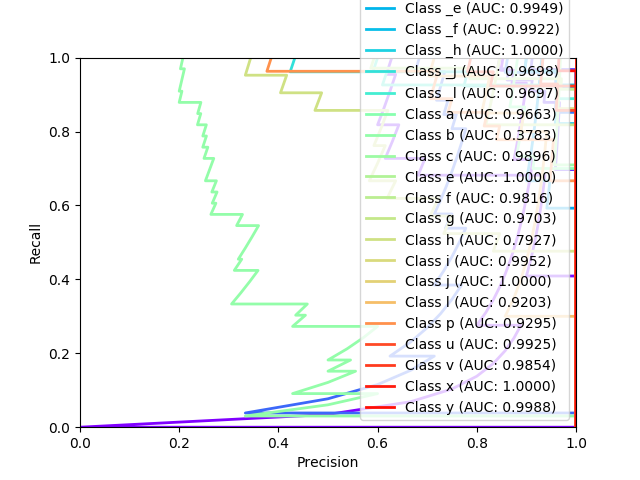 Class _e (AUC: 0.9949)
Class _f (AUC: 0.9922)
Class _h (AUC: 1.0000)
Class _i (AUC: 0.9698)
Class _l (AUC: 0.9697)
Class a (AUC: 0.9663)
Class b (AUC: 0.3783)
Class c (AUC: 0.9896)
Class e (AUC: 1.0000)
Class f (AUC: 0.9816)
Class g (AUC: 0.9703)
Class h (AUC: 0.7927)
Class i (AUC: 0.9952)
Class j (AUC: 1.0000)
Class l (AUC: 0.9203)
Class p (AUC: 0.9295)
Class u (AUC: 0.9925)
Class v (AUC: 0.9854)
Class x (AUC: 1.0000)
Class y (AUC: 0.9988)
1.0
0.8
0.6
0.4
0.2
0.0
Recall
0.0 0.2 0.4 0.6 0.8 1.0
Precision